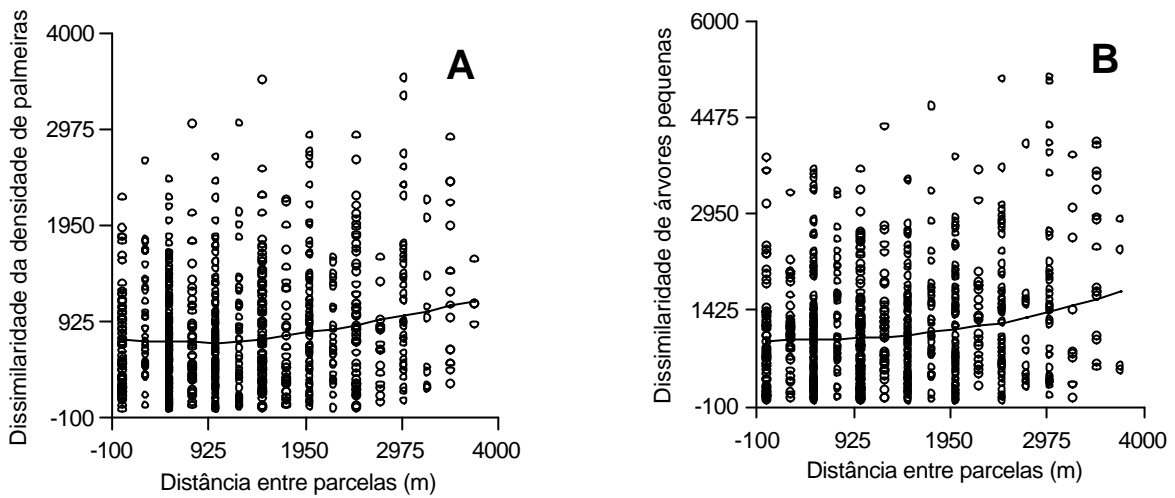 Dissimilaridade da densidade de palmeiras
4000
2975
1950
925
-100
A
-100 925 1950 2975 4000
Distância entre parcelas (m)
Dissimilaridade de árvores pequenas
6000
4475
2950
1425
-100
B
-100 925 1950 2975 4000
Distância entre parcelas (m)